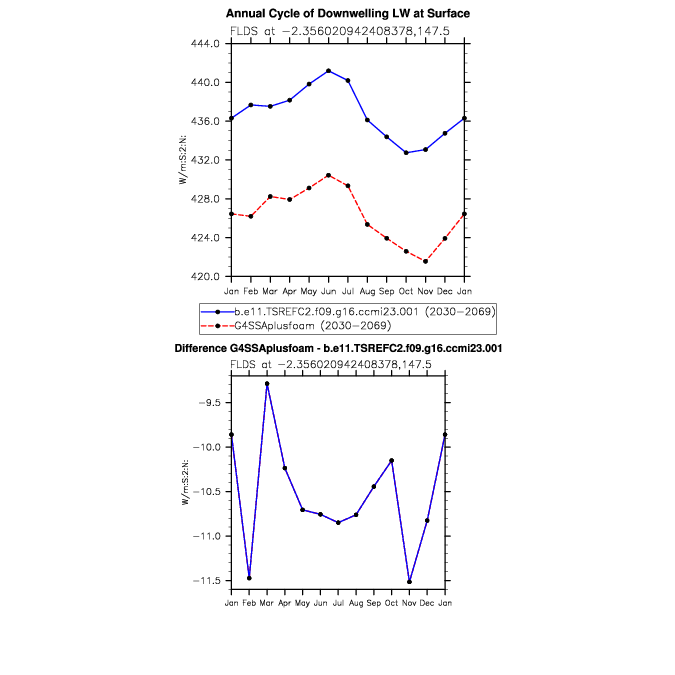 Annual Cycle of Downwelling LW at Surface
FLDS at −2.356020942408378,147.5
444.0
440.0
436.0
432.0
428.0
424.0
420.0
W/m:S:2:N:
Jan Feb Mar Apr May Jun Jul Aug Sep Oct Nov Dec Jan
b.e11.TSREFC2.f09.g16.ccmi23.001 (2030−2069)
G4SSAplusfoam (2030−2069)
Difference G4SSAplusfoam - b.e11.TSREFC2.f09.g16.ccmi23.001
FLDS at −2.356020942408378,147.5
−9.5
−10.0
−10.5
−11.0
−11.5
W/m:S:2:N:
Jan Feb Mar Apr May Jun Jul Aug Sep Oct Nov Dec Jan